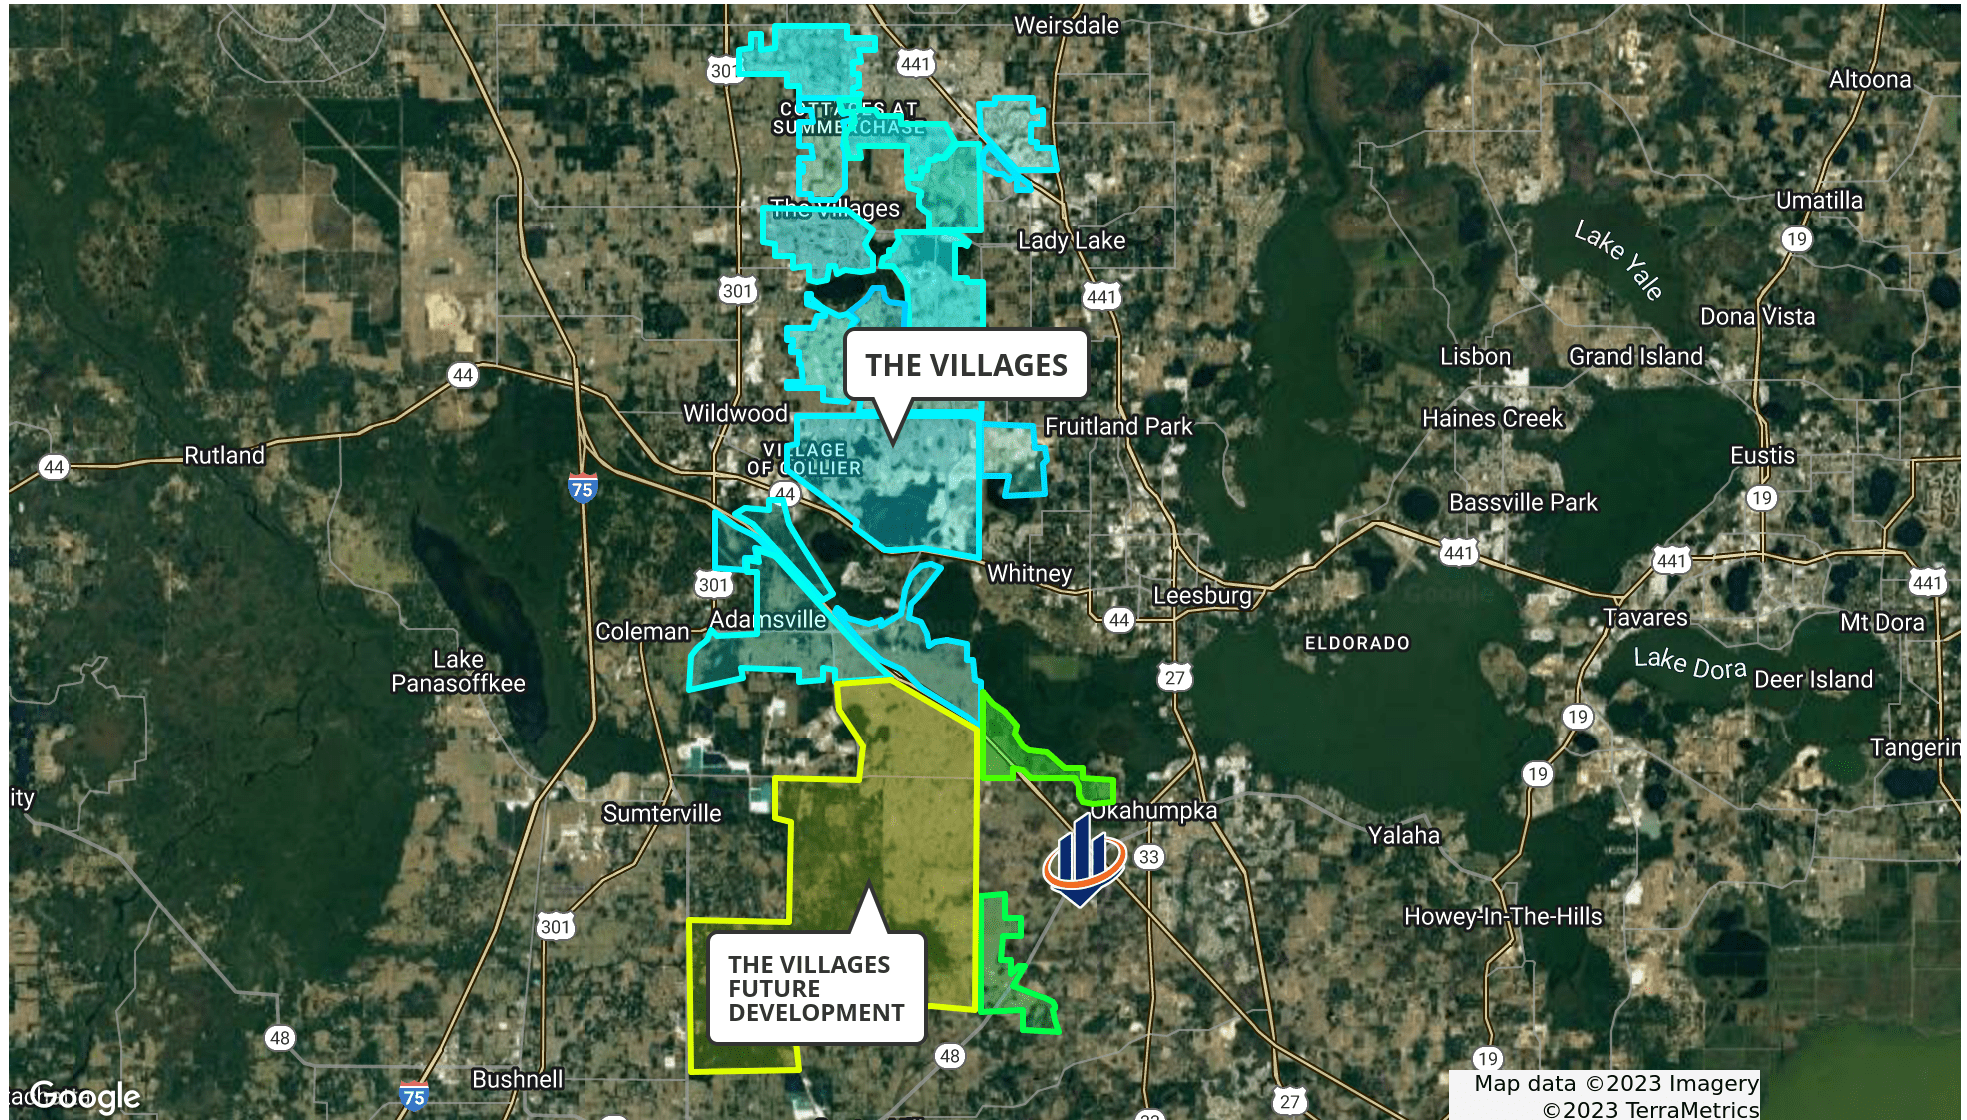 Weirsdale
301
441
Altoona
COTTAGES AT
SUMMERCHASE
Umatilla
The Villages
Lady Lake
19
Lake Yale
301
441
Dona Vista
THE VILLAGES
Lisbon
Grand Island
44
Wildwood
Haines Creek
Fruitland Park
Rutland
VILLAGE
OF COLLIER
Eustis
44
75
44
19
Bassville Park
441
441
Whitney
301
Leesburg
441
Adamsville
44
Tavares
Mt Dora
Coleman
ELDORADO
Lake
Panasoffkee
Lake Dora
Deer Island
27
19
Tangerin
19
ity
Sumterville
Okahumpka
Yalaha
33
Howey-In-The-Hills
301
THE VILLAGES
FUTURE
DEVELOPMENT
48
48
19
Bushnell
75
Google
27
Map data ©2023 Imagery
©2023 TerraMetrics